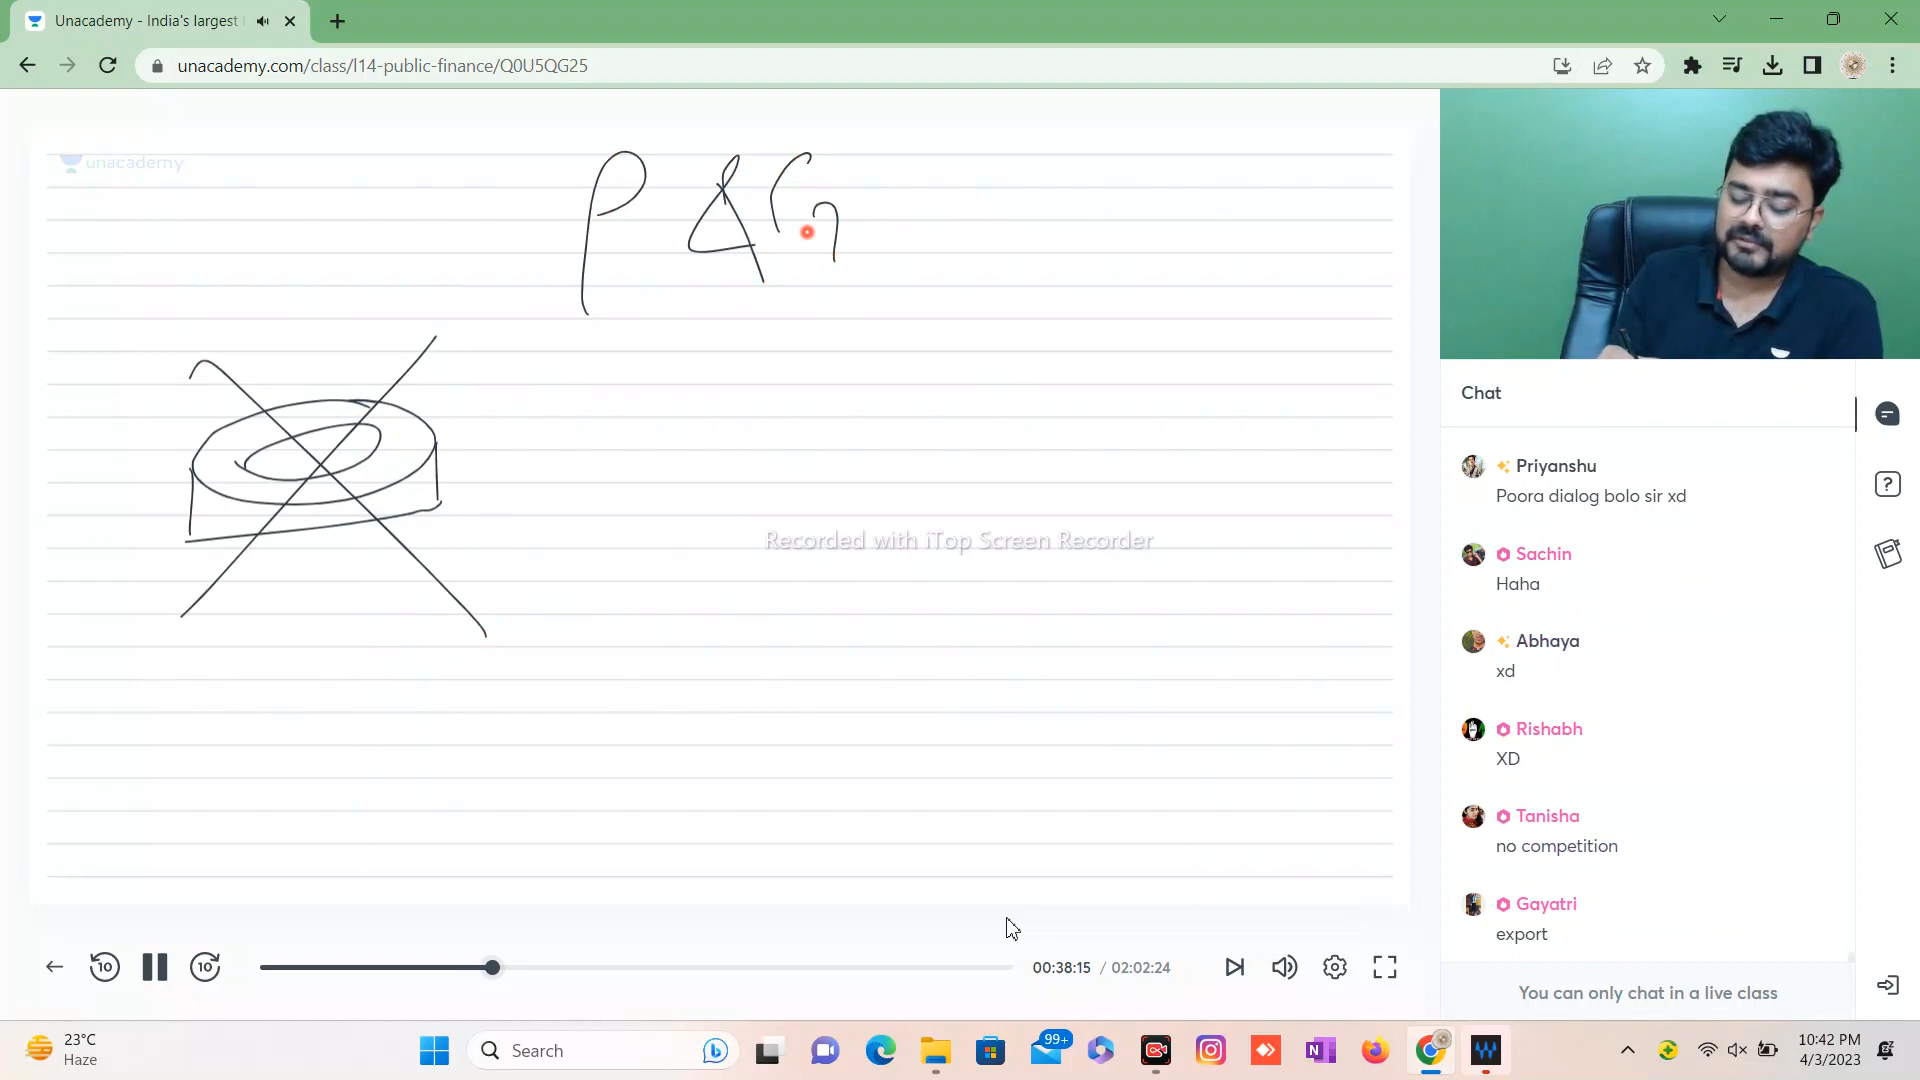 Unacademy - India's largest
unacademy.com/class/l14-public-finance/Q0U5QG25
unacademy
P & G
Recorded with iTop Screen Recorder
Chat
Priyanshu
Poora dialog bolo sir xd
Sachin
Haha
Abhaya
xd
Rishabh
XD
Tanisha
no competition
Gayatri
export
You can only chat in a live class
10
10
00:38:15 / 02:02:24
23°C
Haze
Search
99+
10:42 PM
4/3/2023